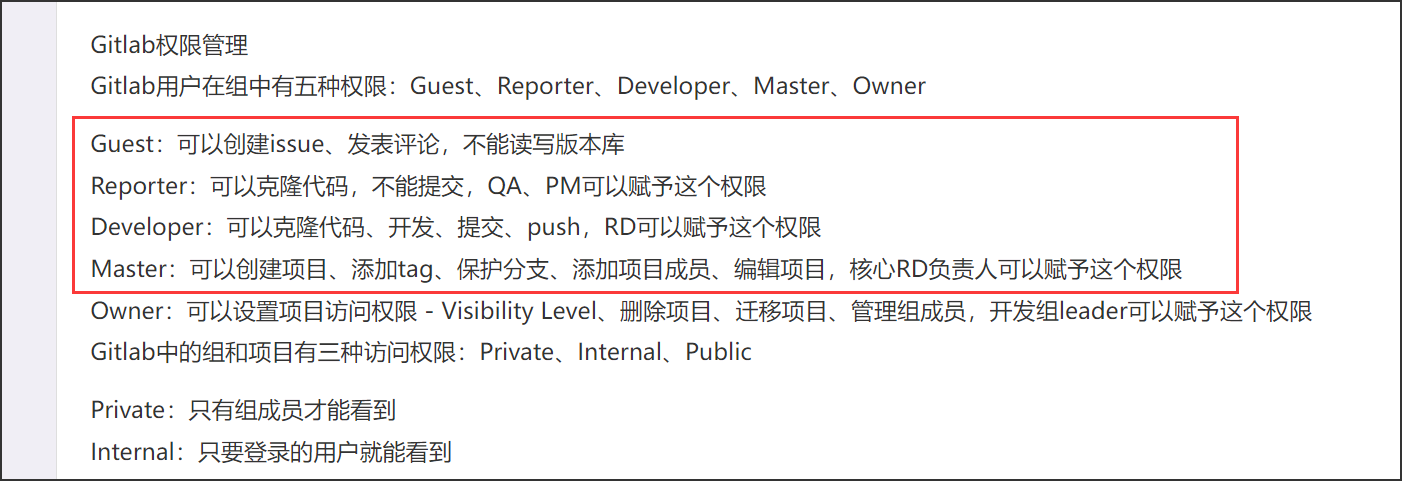 Gitlab权限管理
Gitlab用户在组中有五种权限：Guest、Reporter、Developer、Master、Owner
Guest：可以创建issue、发表评论，不能读写版本库
Reporter：可以克隆代码，不能提交，QA、PM可以赋予这个权限
Developer：可以克隆代码、开发、提交、push，RD可以赋予这个权限
Master：可以创建项目、添加tag、保护分支、添加项目成员、编辑项目，核心RD负责人可以赋予这个权限
Owner：可以设置项目访问权限 - Visibility Level、删除项目、迁移项目、管理组成员，开发组leader可以赋予这个权限
Gitlab中的组和项目有三种访问权限：Private、Internal、Public
Private：只有组成员才能看到
Internal：只要登录的用户就能看到